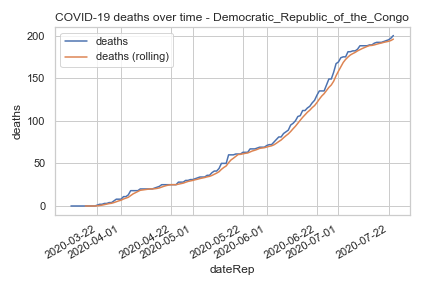 COVID-19 deaths over time - Democratic_Republic_of_the_Congo
deaths
deaths (rolling)
200
150
100
50
0
deaths
2020-03-22
2020-04-01
2020-04-22
2020-05-01
2020-05-22
2020-06-01
2020-06-22
2020-07-01
2020-07-22
dateRep